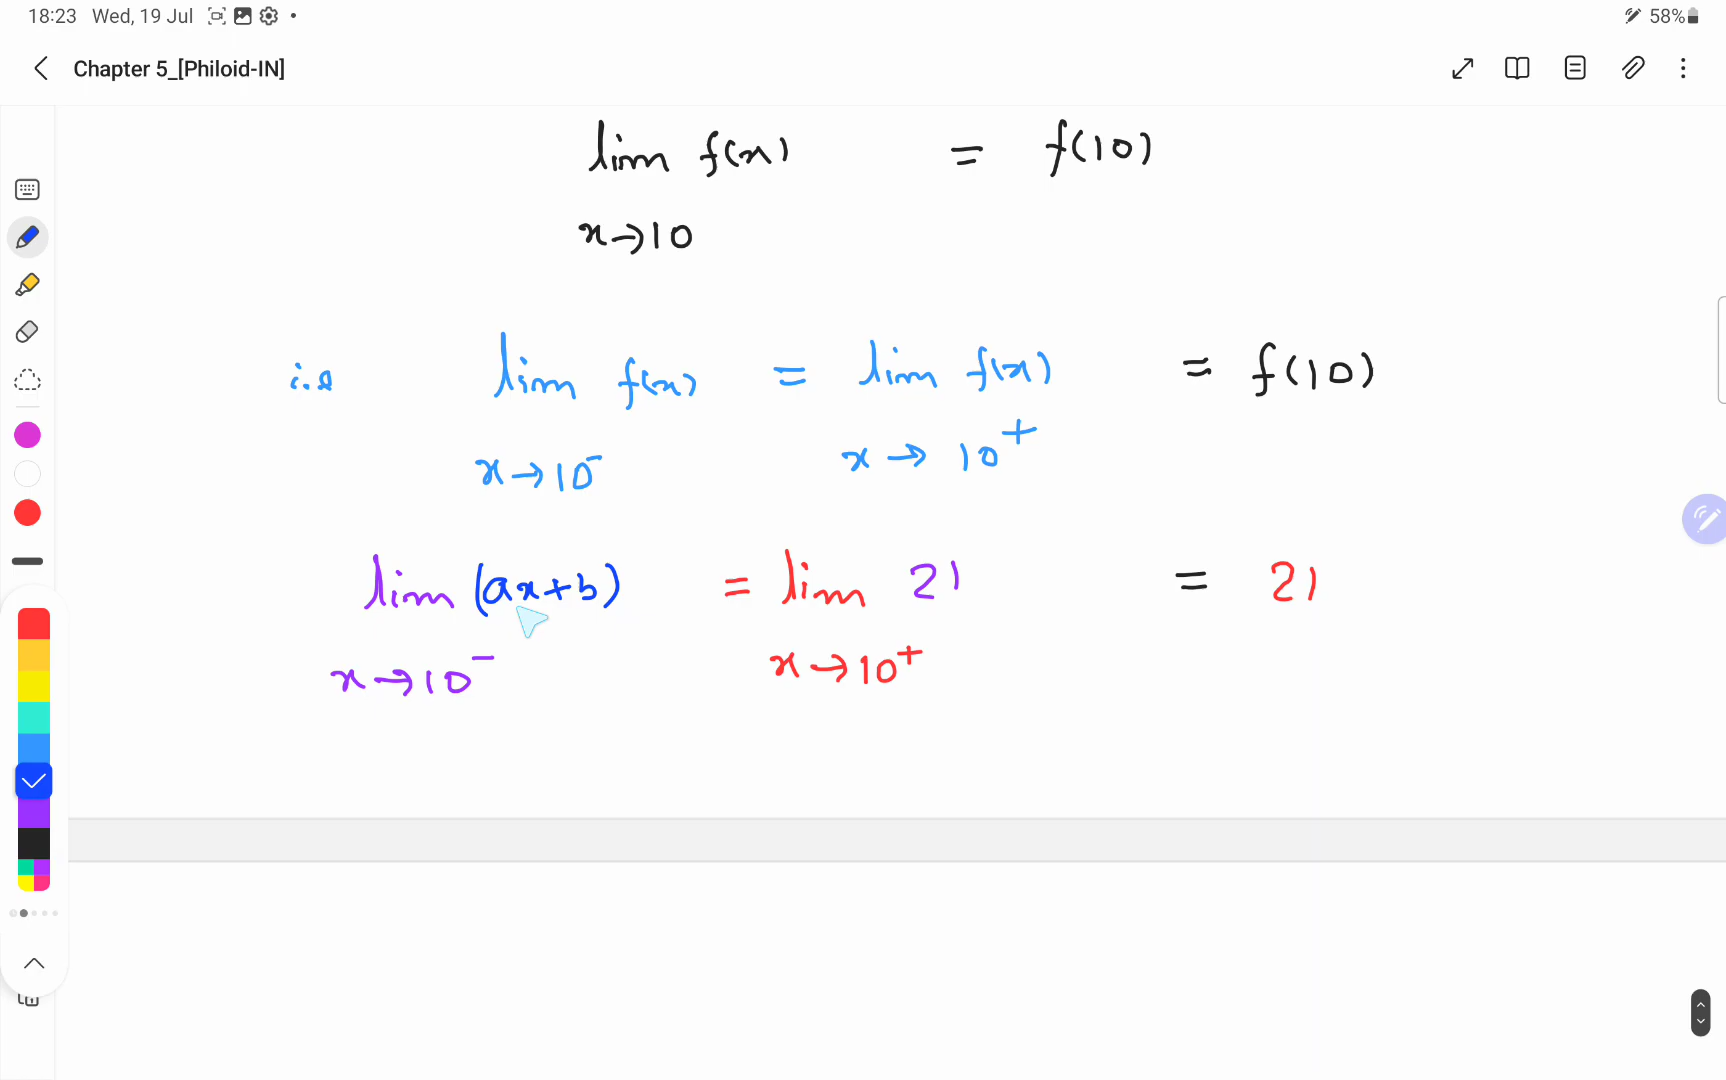 18:23 Wed, 19 Jul 58%
Chapter 5_[Philoid-IN]
lim f(x) = f(10)
x→10
i.e lim f(x) = lim f(x) = f(10)
x→10⁻ x→10⁺
lim (ax+b) = lim 21 = 21
x→10⁻ x→10⁺